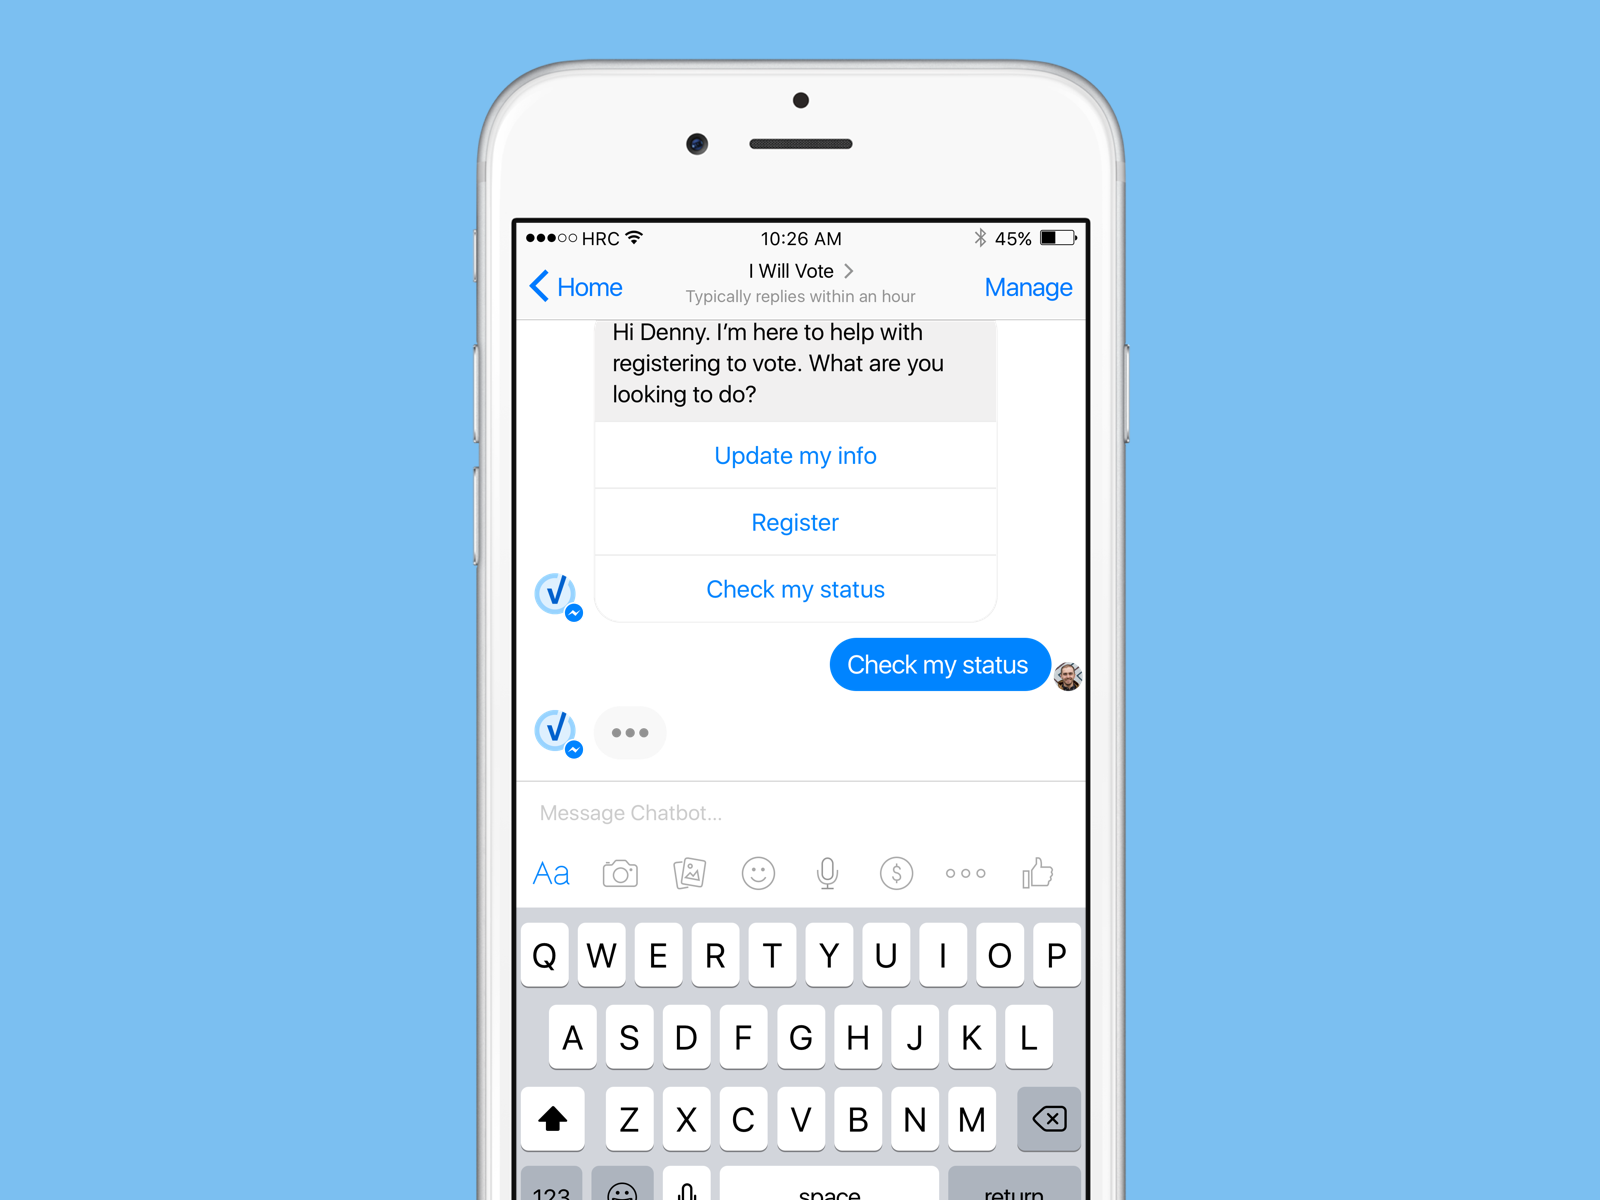 HRC 10:26 AM 45%
Home I Will Vote Manage
Typically replies within an hour
Hi Denny. I’m here to help with
registering to vote. What are you
looking to do?
Update my info
Register
Check my status
Check my status
Message Chatbot...
Aa
Q W E R T Y U I O P
A S D F G H J K L
Z X C V B N M
123 space return